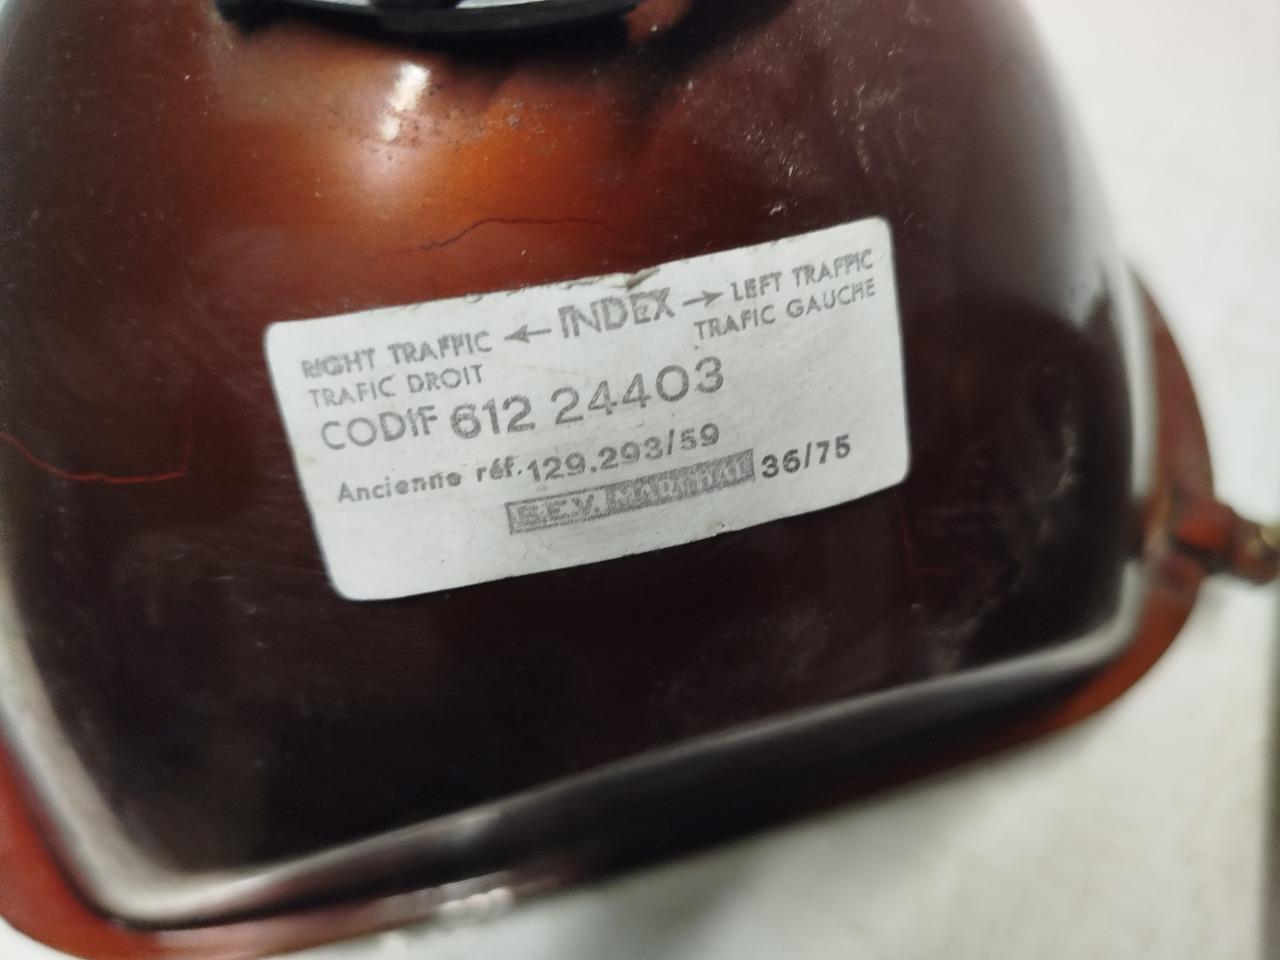 RIGHT TRAFFIC ← INDEX → LEFT TRAFFIC
TRAFIC DROIT TRAFIC GAUCHE
CODIF 612 24403
Ancienne réf. 129.293/59
S.E.V. MARCHAL 36/75